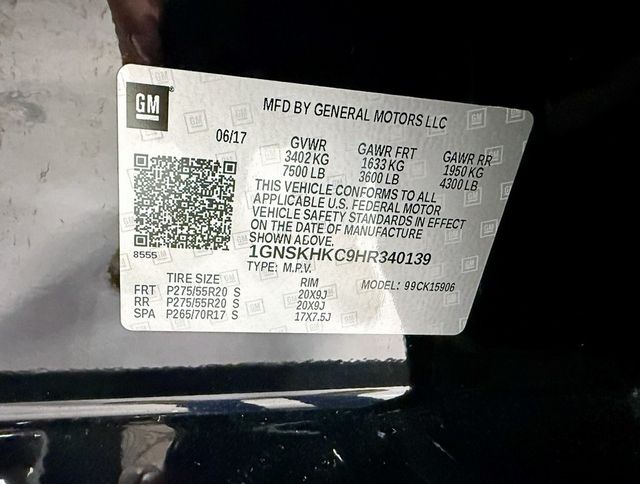 GM
MFD BY GENERAL MOTORS LLC
06/17 GVWR GAWR FRT GAWR RR
3402 KG 1633 KG 1950 KG
7500 LB 3600 LB 4300 LB
THIS VEHICLE CONFORMS TO ALL
APPLICABLE U.S. FEDERAL MOTOR
VEHICLE SAFETY STANDARDS IN EFFECT
ON THE DATE OF MANUFACTURE
SHOWN ABOVE.
8555
1GNSKHKC9HR340139
TYPE: M.P.V. MODEL: 99CK15906
TIRE SIZE RIM
FRT P275/55R20 S 20X9J
RR P275/55R20 S 20X9J
SPA P265/70R17 S 17X7.5J